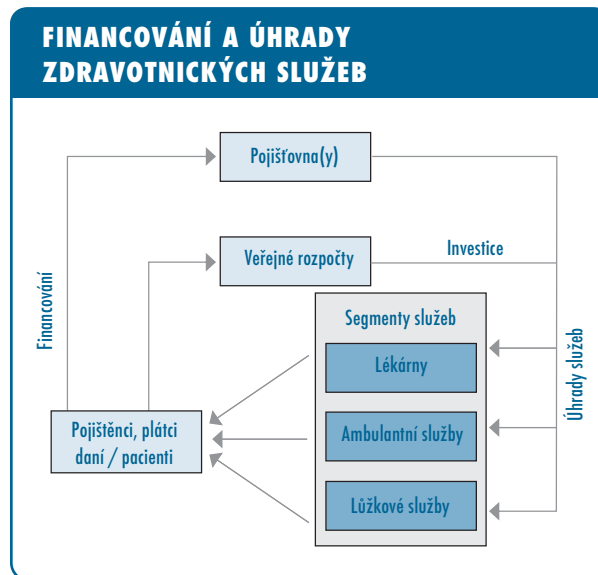 FINANCOVÁNÍ A ÚHRADY
ZDRAVOTNICKÝCH SLUŽEB
Pojišťovna(y)
Veřejné rozpočty
Investice
Financování
Segmenty služeb
Lékárny
Ambulantní služby
Lůžkové služby
Úhrady služeb
Pojištěnci, plátci
daní / pacienti